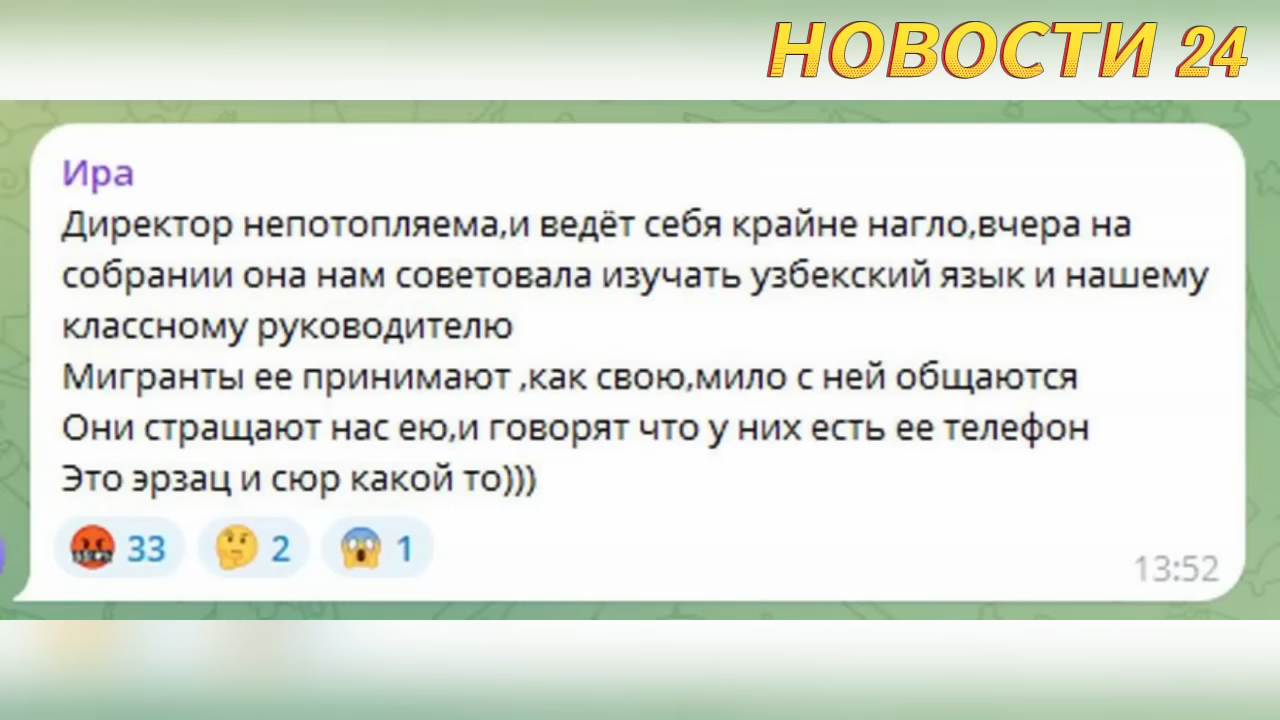 НОВОСТИ 24
Ира
Директор непотопляема,и ведёт себя крайне нагло,вчера на
собрании она нам советовала изучать узбекский язык и нашему
классному руководителю
Мигранты ее принимают ,как свою,мило с ней общаются
Они стращают нас ею,и говорят что у них есть ее телефон
Это эрзац и сюр какой то)))
33 2 1
13:52